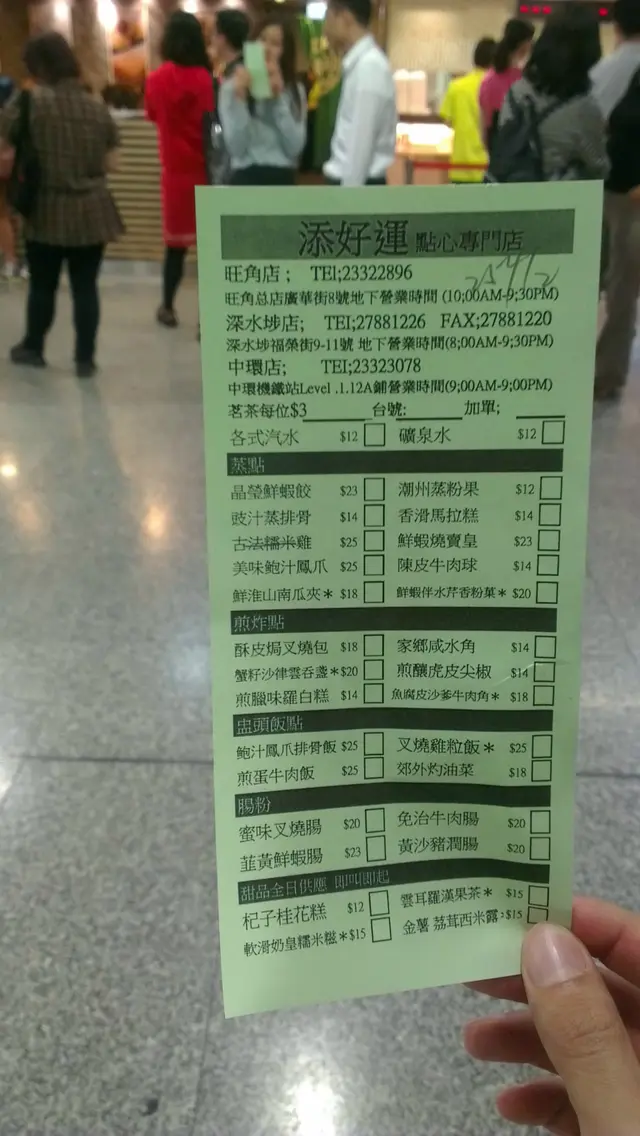 添好運 點心專門店
旺角店； TEl;23322896
旺角总店廣華街8號地下營業時間 (10;00AM-9;30PM)
深水埗店； TEl;27881226 FAX;27881220
深水埗福榮街9-11號 地下營業時間(8;00AM-9;30PM)
中環店； TEl;23323078
中環機鐵站Level .1.12A鋪營業時間(9;00AM-9;00PM)
茗茶每位$3 台號: 加單;
各式汽水 $12 礦泉水 $12
蒸點
晶瑩鮮蝦餃 $23 潮州蒸粉果 $12
豉汁蒸排骨 $14 香滑馬拉糕 $14
古法糯米雞 $25 鮮蝦燒賣皇 $23
美味鮑汁鳳爪 $25 陳皮牛肉球 $14
鮮淮山南瓜夾* $18 鮮蝦伴水芹香粉菓* $20
煎炸點
酥皮焗叉燒包 $18 家鄉咸水角 $14
蟹籽沙律雲吞盞*$20 煎釀虎皮尖椒 $14
煎臘味羅白糕 $14 魚腐皮沙爹牛肉角* $18
盅頭飯點
鮑汁鳳爪排骨飯 $25 叉燒雞粒飯* $25
煎蛋牛肉飯 $25 郊外灼油菜 $18
腸粉
蜜味叉燒腸 $20 免治牛肉腸 $20
韮黃鮮蝦腸 $23 黃沙豬潤腸 $20
甜品全日供應 即叫即起
杞子桂花糕 $12 雲耳羅漢果茶* $15
軟滑奶皇糯米糍*$15 金薯 荔茸西米露 $15